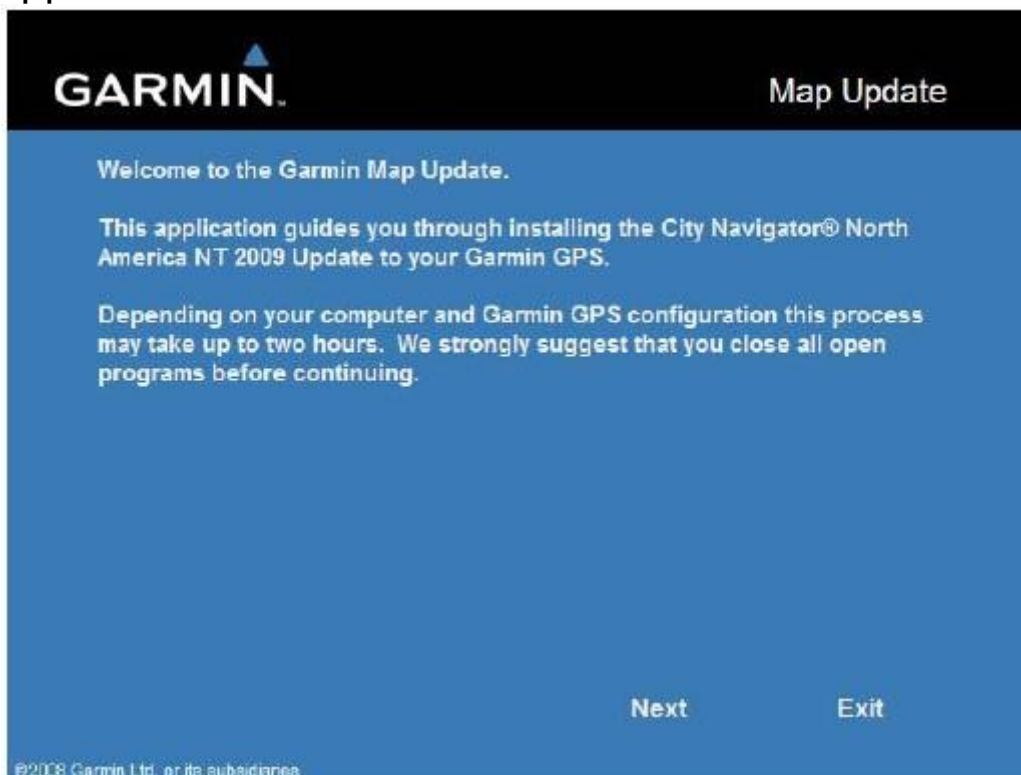 GARMIN™
Map Update
Welcome to the Garmin Map Update.
This application guides you through installing the City Navigator® North
America NT 2009 Update to your Garmin GPS.
Depending on your computer and Garmin GPS configuration this process
may take up to two hours.  We strongly suggest that you close all open
programs before continuing.
Next
Exit
©2008 Garmin Ltd. or its subsidiaries